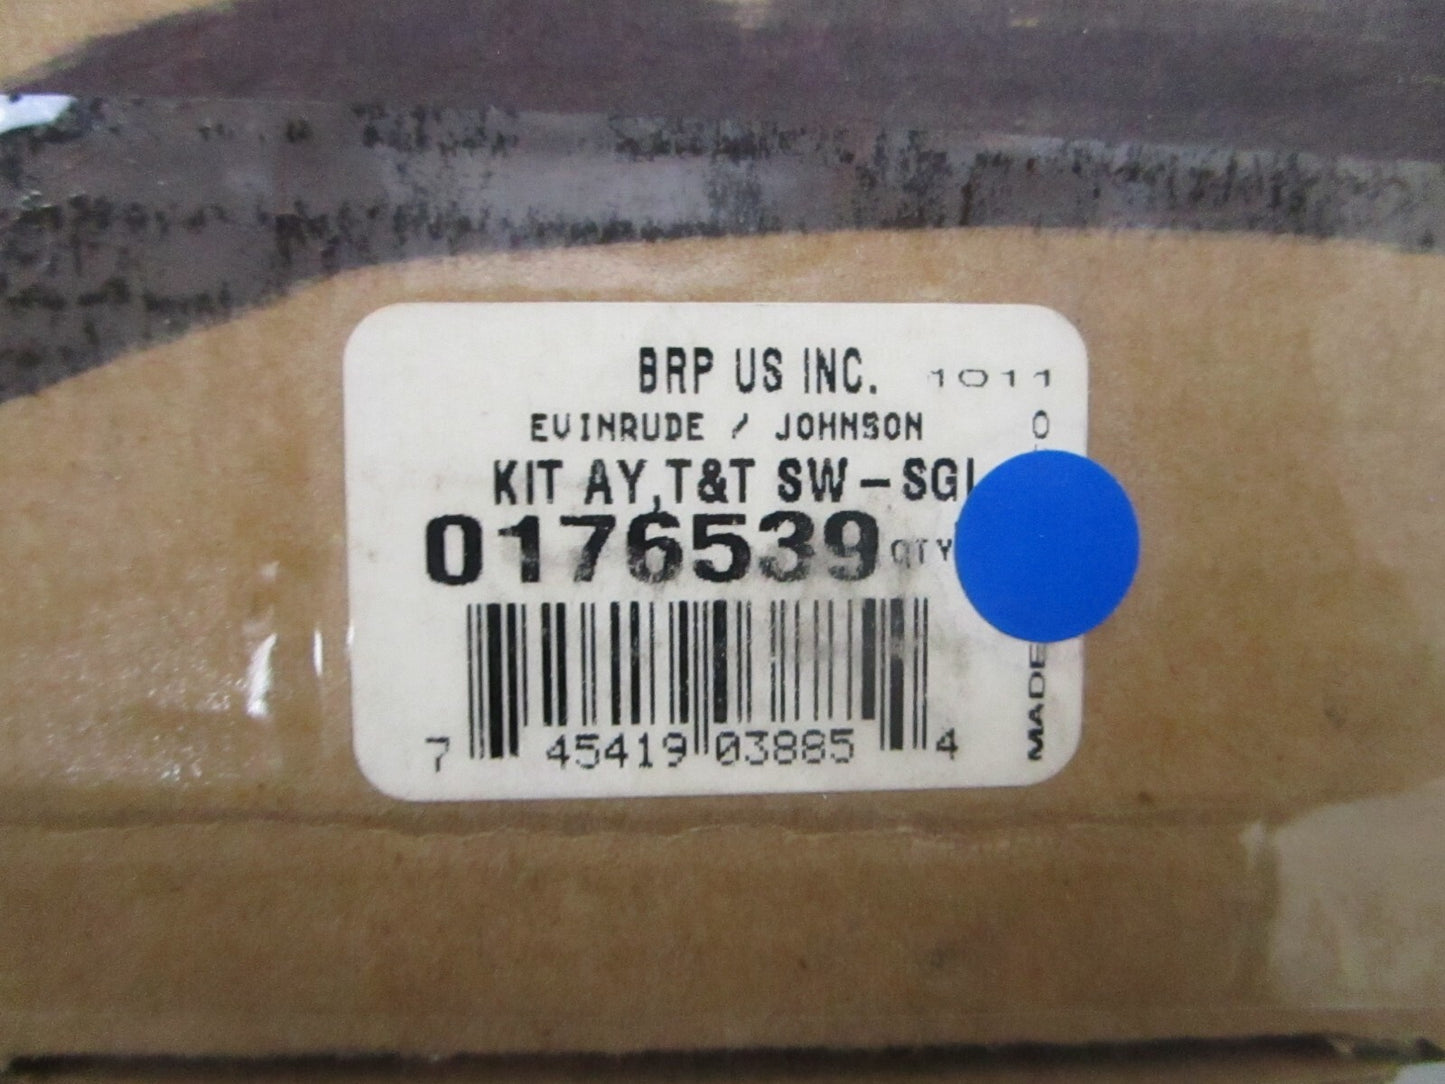 BRP US INC. 1011
EVINRUDE / JOHNSON 0
KIT AY,T&T SW-SGL
0176539 QTY
7 45419 03885 4
MADE